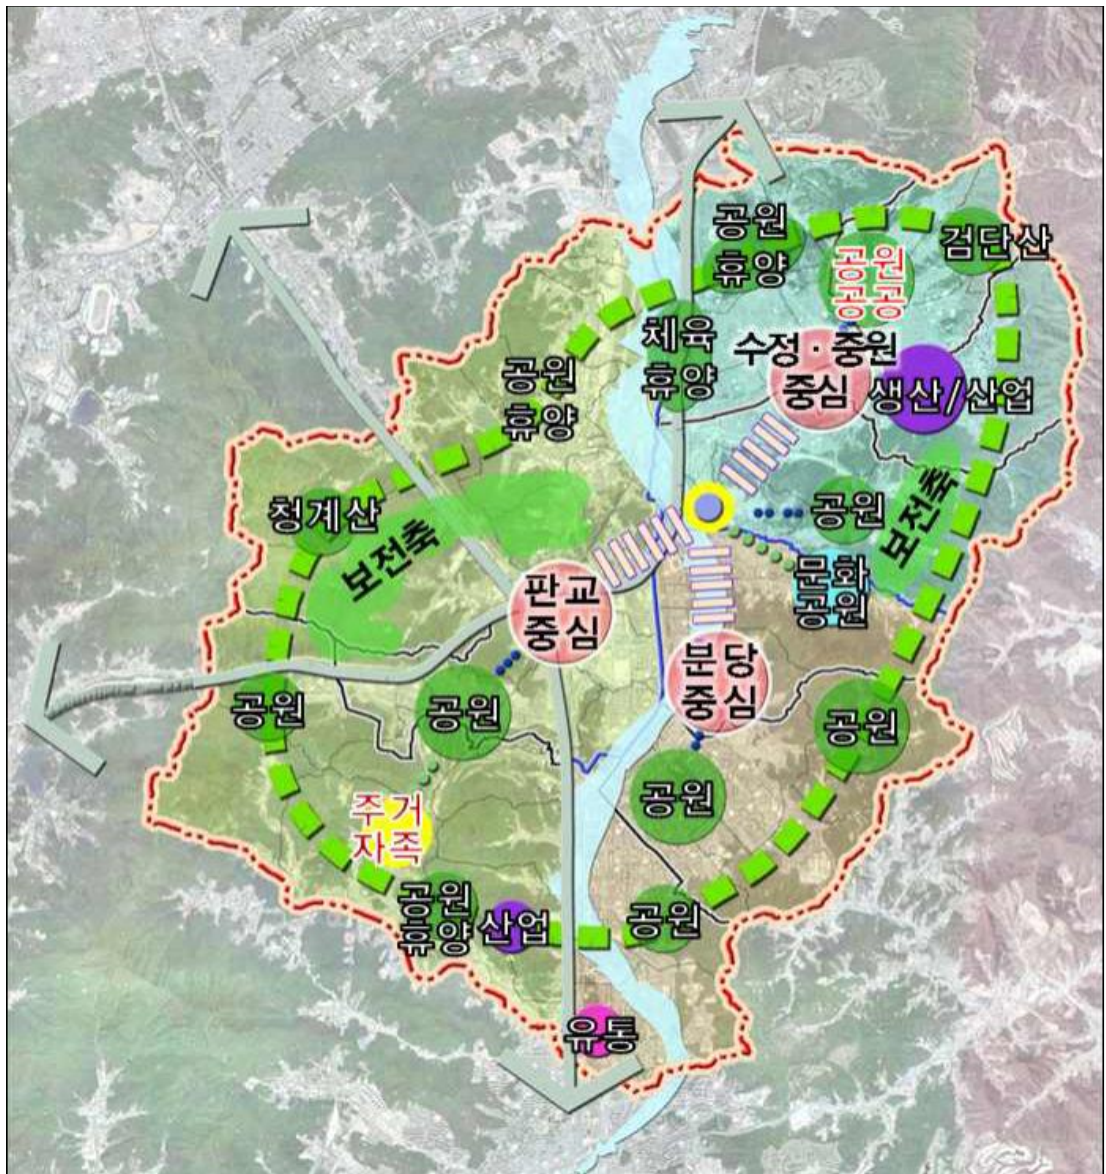 공원
휴양
검단산
공원
공공
체육
휴양
수정·중원
중심
생산/산업
공원
휴양
청계산
보전축
공원
보전축
문화
공원
판교
중심
분당
중심
공원
공원
공원
공원
주거
자족
공원
휴양
산업
공원
유통